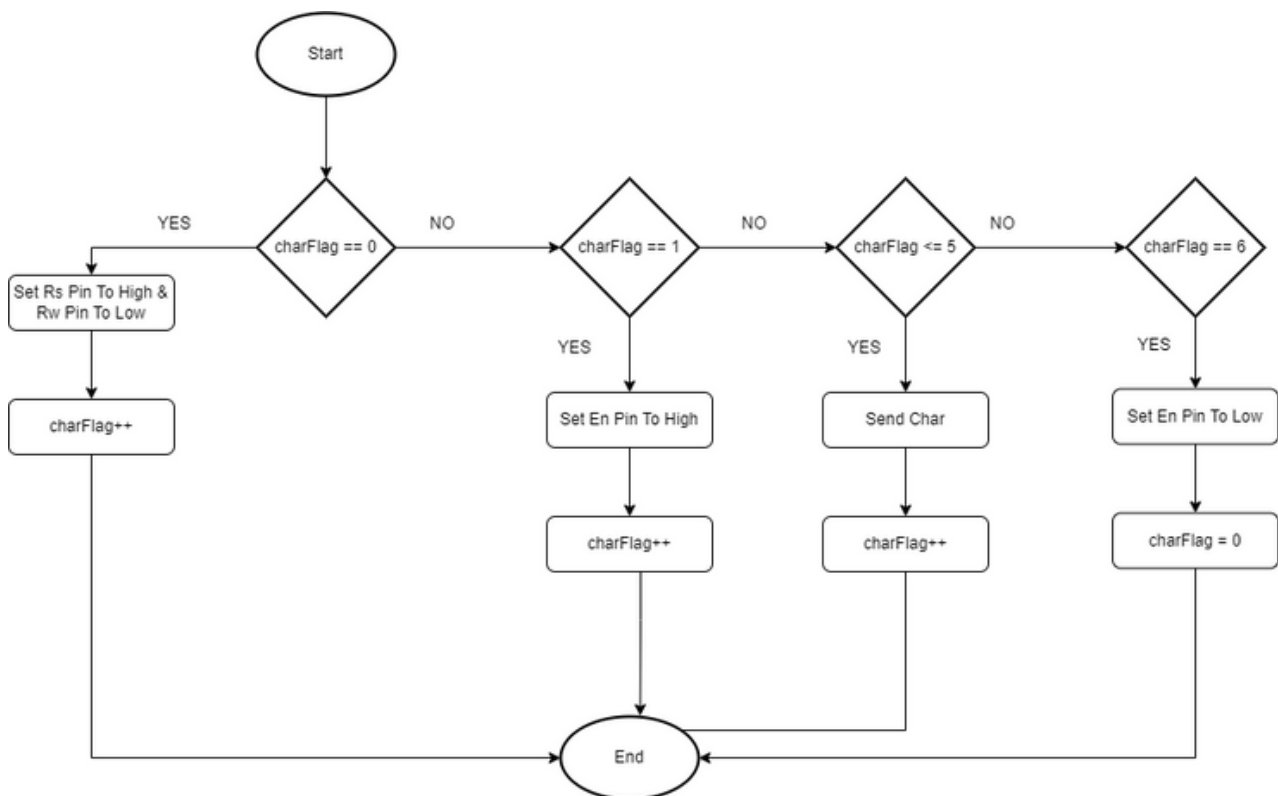 Start
YES
NO
NO
NO
charFlag == 0
charFlag == 1
charFlag <= 5
charFlag == 6
Set Rs Pin To High &
Rw Pin To Low
YES
YES
YES
charFlag++
Set En Pin To High
Send Char
Set En Pin To Low
charFlag++
charFlag++
charFlag = 0
End